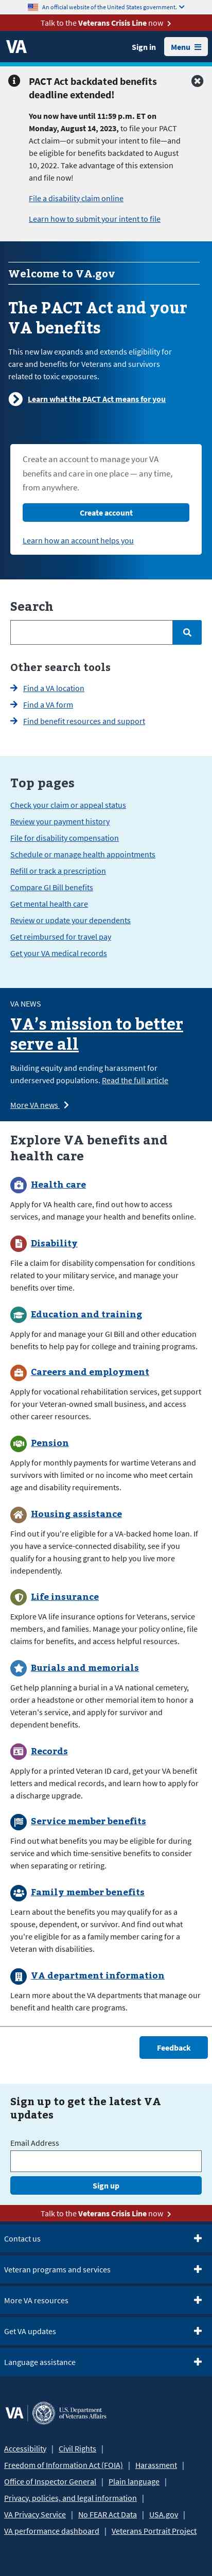 An official website of the United States government.
Talk to the Veterans Crisis Line now
VA
Sign in
Menu
PACT Act backdated benefits
deadline extended!
You now have until 11:59 p.m. ET on
Monday, August 14, 2023, to file your PACT
Act claim—or submit your intent to file—and
be eligible for benefits backdated to August
10, 2022. Take advantage of this extension
and file now!
File a disability claim online
Learn how to submit your intent to file
Welcome to VA.gov
The PACT Act and your
VA benefits
This new law expands and extends eligibility for
care and benefits for Veterans and survivors
related to toxic exposures.
Learn what the PACT Act means for you
Create an account to manage your VA
benefits and care in one place — any time,
from anywhere.
Create account
Learn how an account helps you
Search
Other search tools
Find a VA location
Find a VA form
Find benefit resources and support
Top pages
Check your claim or appeal status
Review your payment history
File for disability compensation
Schedule or manage health appointments
Refill or track a prescription
Compare GI Bill benefits
Get mental health care
Review or update your dependents
Get reimbursed for travel pay
Get your VA medical records
VA NEWS
VA's mission to better
serve all
Building equity and ending harassment for
underserved populations. Read the full article
More VA news
Explore VA benefits and
health care
Health care
Apply for VA health care, find out how to access
services, and manage your health and benefits online.
Disability
File a claim for disability compensation for conditions
related to your military service, and manage your
benefits over time.
Education and training
Apply for and manage your GI Bill and other education
benefits to help pay for college and training programs.
Careers and employment
Apply for vocational rehabilitation services, get support
for your Veteran-owned small business, and access
other career resources.
Pension
Apply for monthly payments for wartime Veterans and
survivors with limited or no income who meet certain
age and disability requirements.
Housing assistance
Find out if you're eligible for a VA-backed home loan. If
you have a service-connected disability, see if you
qualify for a housing grant to help you live more
independently.
Life insurance
Explore VA life insurance options for Veterans, service
members, and families. Manage your policy online, file
claims for benefits, and access helpful resources.
Burials and memorials
Get help planning a burial in a VA national cemetery,
order a headstone or other memorial item to honor a
Veteran's service, and apply for survivor and
dependent benefits.
Records
Apply for a printed Veteran ID card, get your VA benefit
letters and medical records, and learn how to apply for
a discharge upgrade.
Service member benefits
Find out what benefits you may be eligible for during
service and what time-sensitive benefits to consider
when separating or retiring.
Family member benefits
Learn about the benefits you may qualify for as a
spouse, dependent, or survivor. And find out what
you'll eligible for as a family member caring for a
Veteran with disabilities.
VA department information
Learn more about the VA departments that manage our
benefit and health care programs.
Feedback
Sign up to get the latest VA
updates
Email Address
Sign up
Talk to the Veterans Crisis Line now
Contact us
Veteran programs and services
More VA resources
Get VA updates
Language assistance
VA | U.S. Department
of Veterans Affairs
Accessibility | Civil Rights |
Freedom of Information Act (FOIA) | Harassment |
Office of Inspector General | Plain language |
Privacy, policies, and legal information |
VA Privacy Service | No FEAR Act Data | USA.gov |
VA performance dashboard | Veterans Portrait Project